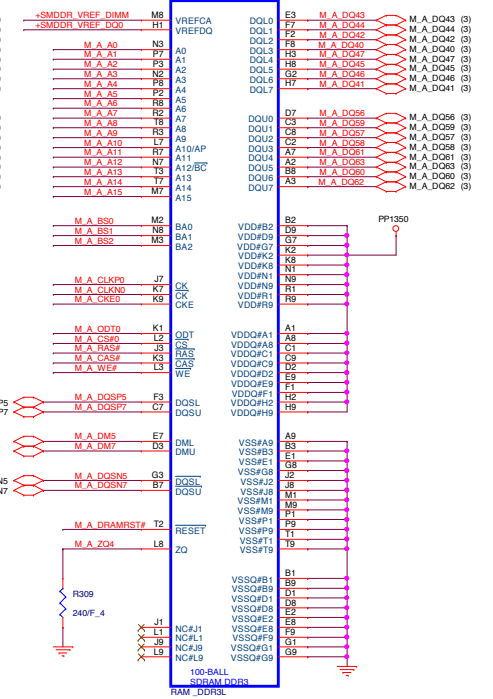 +SMDDR_VREF_DIMM M8 VREFCA DQL0 E3 M_A_DQ43 M_A_DQ43 (3)
+SMDDR_VREF_DQ0 H1 VREFDQ DQL1 F7 M_A_DQ44 M_A_DQ44 (3)
DQL2 F2 M_A_DQ42 M_A_DQ42 (3)
M_A_A0 N3 A0 DQL3 F8 M_A_DQ40 M_A_DQ40 (3)
M_A_A1 P7 A1 DQL4 H3 M_A_DQ47 M_A_DQ47 (3)
M_A_A2 P3 A2 DQL5 H8 M_A_DQ45 M_A_DQ45 (3)
M_A_A3 N2 A3 DQL6 G2 M_A_DQ46 M_A_DQ46 (3)
M_A_A4 P8 A4 DQL7 H7 M_A_DQ41 M_A_DQ41 (3)
M_A_A5 P2 A5
M_A_A6 R8 A6
M_A_A7 R2 A7 DQU0 D7 M_A_DQ56 M_A_DQ56 (3)
M_A_A8 T8 A8 DQU1 C3 M_A_DQ59 M_A_DQ59 (3)
M_A_A9 R3 A9 DQU2 C8 M_A_DQ57 M_A_DQ57 (3)
M_A_A10 L7 A10/AP DQU3 C2 M_A_DQ58 M_A_DQ58 (3)
M_A_A11 R7 A11 DQU4 A7 M_A_DQ61 M_A_DQ61 (3)
M_A_A12 N7 A12/BC DQU5 A2 M_A_DQ63 M_A_DQ63 (3)
M_A_A13 T3 A13 DQU6 B8 M_A_DQ60 M_A_DQ60 (3)
M_A_A14 T7 A14 DQU7 A3 M_A_DQ62 M_A_DQ62 (3)
M_A_A15 M7 A15
PP1350
M_A_BS0 M2 BA0 VDD#B2 B2
M_A_BS1 N8 BA1 VDD#D9 D9
M_A_BS2 M3 BA2 VDD#G7 G7
VDD#K2 K2
VDD#K8 K8
VDD#N1 N1
M_A_CLKP0 J7 CK VDD#N9 N9
M_A_CLKN0 K7 CK VDD#R1 R1
M_A_CKE0 K9 CKE VDD#R9 R9
M_A_ODT0 K1 ODT VDDQ#A1 A1
M_A_CS#0 L2 CS VDDQ#A8 A8
M_A_RAS# J3 RAS VDDQ#C1 C1
M_A_CAS# K3 CAS VDDQ#C9 C9
M_A_WE# L3 WE VDDQ#D2 D2
VDDQ#E9 E9
VDDQ#F1 F1
P5 M_A_DQSP5 F3 DQSL VDDQ#H2 H2
P7 M_A_DQSP7 C7 DQSU VDDQ#H9 H9
M_A_DM5 E7 DML VSS#A9 A9
M_A_DM7 D3 DMU VSS#B3 B3
VSS#E1 E1
VSS#G8 G8
N5 M_A_DQSN5 G3 DQSL VSS#J2 J2
N7 M_A_DQSN7 B7 DQSU VSS#J8 J8
VSS#M1 M1
VSS#M9 M9
VSS#P1 P1
M_A_DRAMRST# T2 RESET VSS#P9 P9
VSS#T1 T1
M_A_ZQ4 L8 ZQ VSS#T9 T9
VSSQ#B1 B1
VSSQ#B9 B9
R309 VSSQ#D1 D1
VSSQ#D8 D8
240/F_4 VSSQ#E2 E2
J1 NC#J1 VSSQ#E8 E8
L1 NC#L1 VSSQ#F9 F9
J9 NC#J9 VSSQ#G1 G1
L9 NC#L9 VSSQ#G9 G9
100-BALL
SDRAM DDR3
RAM _DDR3L